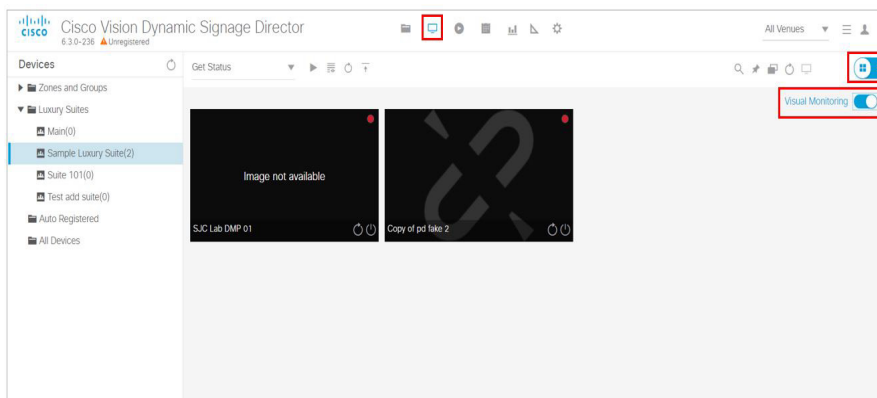 CISCO
Cisco Vision Dynamic Signage Director
6.3.0-236 Unregistered
All Venues
Devices
Get Status
Zones and Groups
Luxury Suites
Main(0)
Sample Luxury Suite(2)
Suite 101(0)
Test add suite(0)
Auto Registered
All Devices
Visual Monitoring
Image not available
SJC Lab DMP 01
Copy of pd fake 2